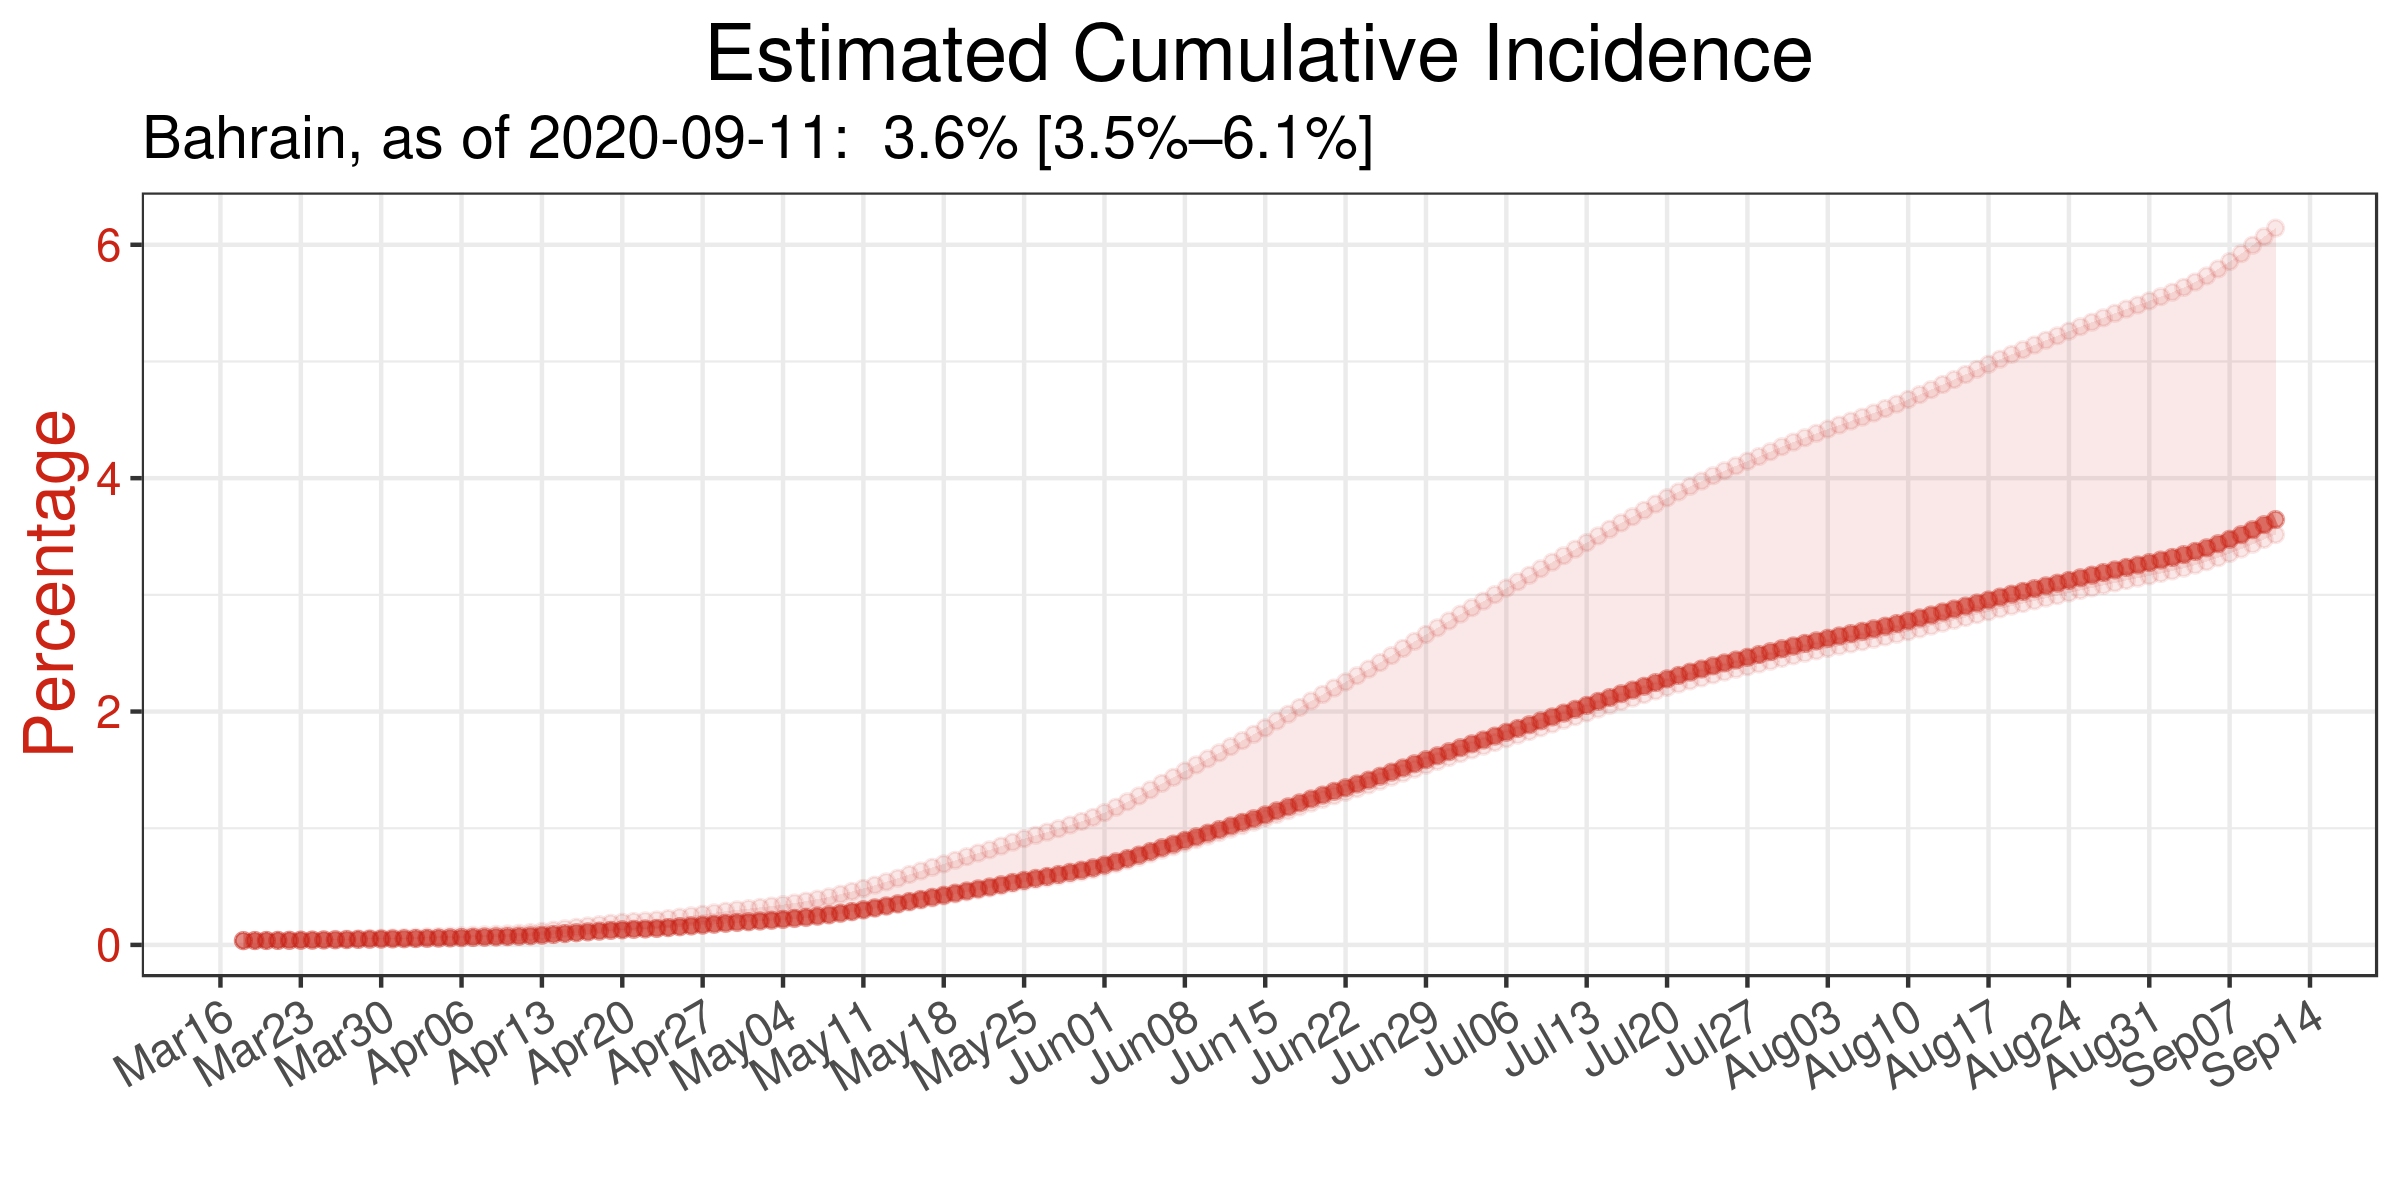 Estimated Cumulative Incidence
Bahrain, as of 2020-09-11:  3.6% [3.5%–6.1%]
Percentage
6
4
2
0
Mar16
Mar23
Mar30
Apr06
Apr13
Apr20
Apr27
May04
May11
May18
May25
Jun01
Jun08
Jun15
Jun22
Jun29
Jul06
Jul13
Jul20
Jul27
Aug03
Aug10
Aug17
Aug24
Aug31
Sep07
Sep14